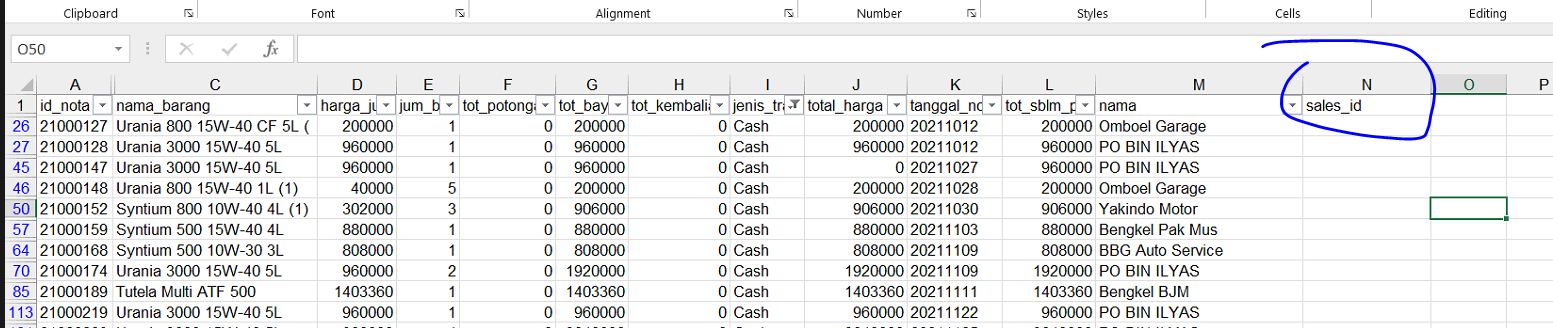 Clipboard Font Alignment Number Styles Cells Editing
O50 fx
A C D E F G H I J K L M N O P
1 id_nota nama_barang harga_ju jum_b tot_potonga tot_bay tot_kembalia jenis_tra total_harga tanggal_no tot_sblm_p nama sales_id
26 21000127 Urania 800 15W-40 CF 5L ( 200000 1 0 200000 0 Cash 200000 20211012 200000 Omboel Garage
27 21000128 Urania 3000 15W-40 5L 960000 1 0 960000 0 Cash 960000 20211012 960000 PO BIN ILYAS
45 21000147 Urania 3000 15W-40 5L 960000 1 0 960000 0 Cash 0 20211027 960000 PO BIN ILYAS
46 21000148 Urania 800 15W-40 1L (1) 40000 5 0 200000 0 Cash 200000 20211028 200000 Omboel Garage
50 21000152 Syntium 800 10W-40 4L (1) 302000 3 0 906000 0 Cash 906000 20211030 906000 Yakindo Motor
57 21000159 Syntium 500 15W-40 4L 880000 1 0 880000 0 Cash 880000 20211103 880000 Bengkel Pak Mus
64 21000168 Syntium 500 10W-30 3L 808000 1 0 808000 0 Cash 808000 20211109 808000 BBG Auto Service
70 21000174 Urania 3000 15W-40 5L 960000 2 0 1920000 0 Cash 1920000 20211109 1920000 PO BIN ILYAS
85 21000189 Tutela Multi ATF 500 1403360 1 0 1403360 0 Cash 1403360 20211111 1403360 Bengkel BJM
113 21000219 Urania 3000 15W-40 5L 960000 1 0 960000 0 Cash 960000 20211122 960000 PO BIN ILYAS